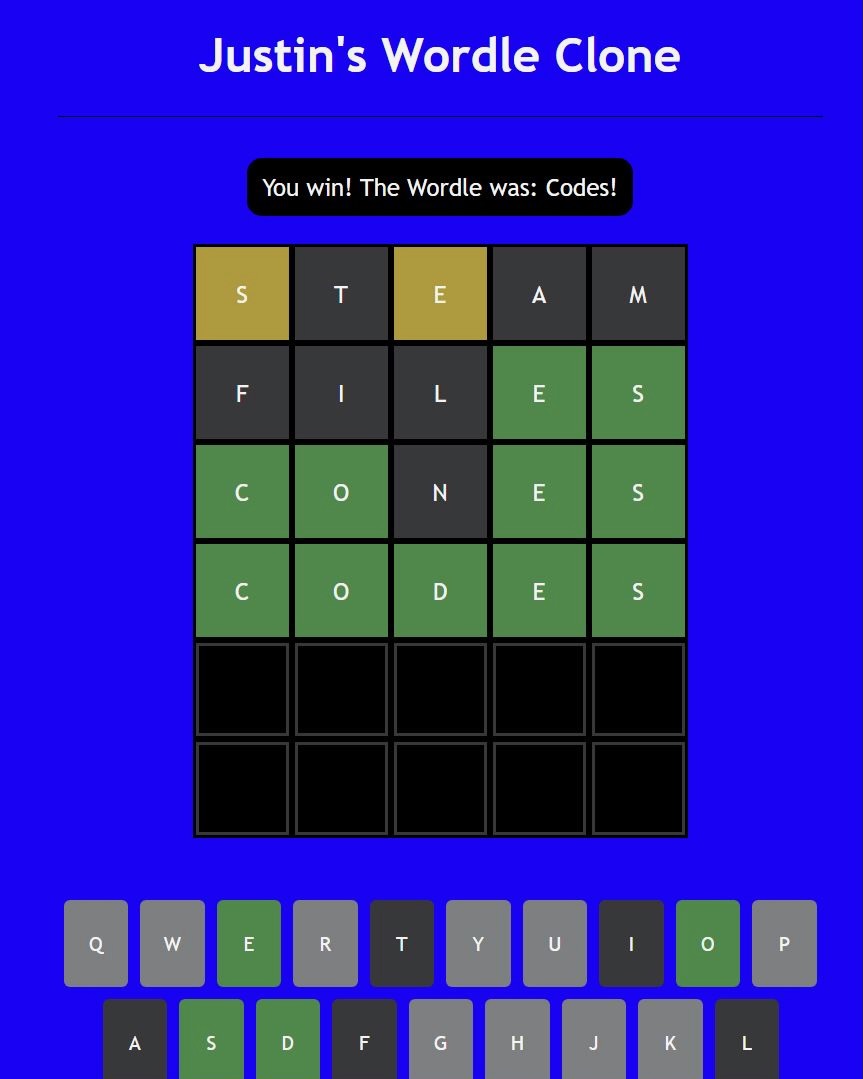 Justin's Wordle Clone
You win! The Wordle was: Codes!
S T E A M
F I L E S
C O N E S
C O D E S
Q W E R T Y U I O P
A S D F G H J K L